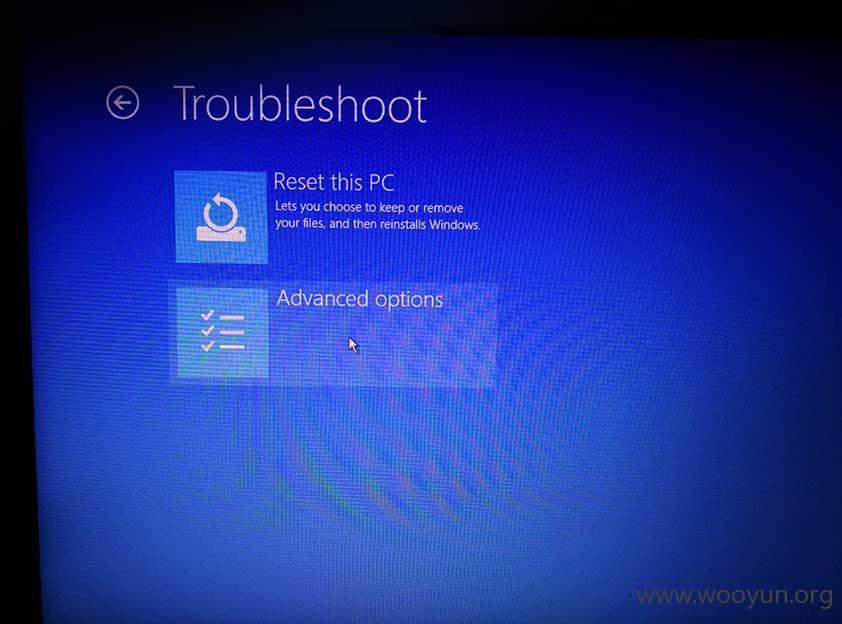 Troubleshoot
Reset this PC
Lets you choose to keep or remove
your files, and then reinstalls Windows.
Advanced options
www.wooyun.org